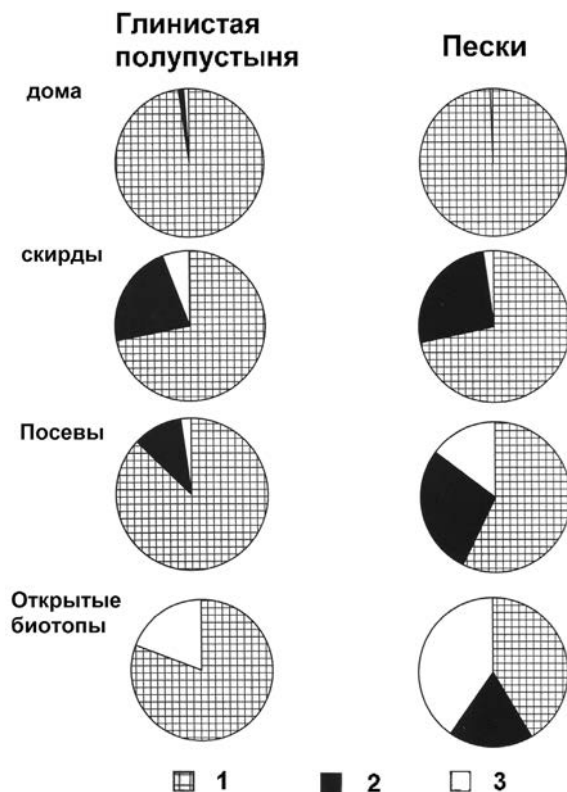 Глинистая
полупустыня
Пески
дома
скирды
Посевы
Открытые
биотопы
1 2 3